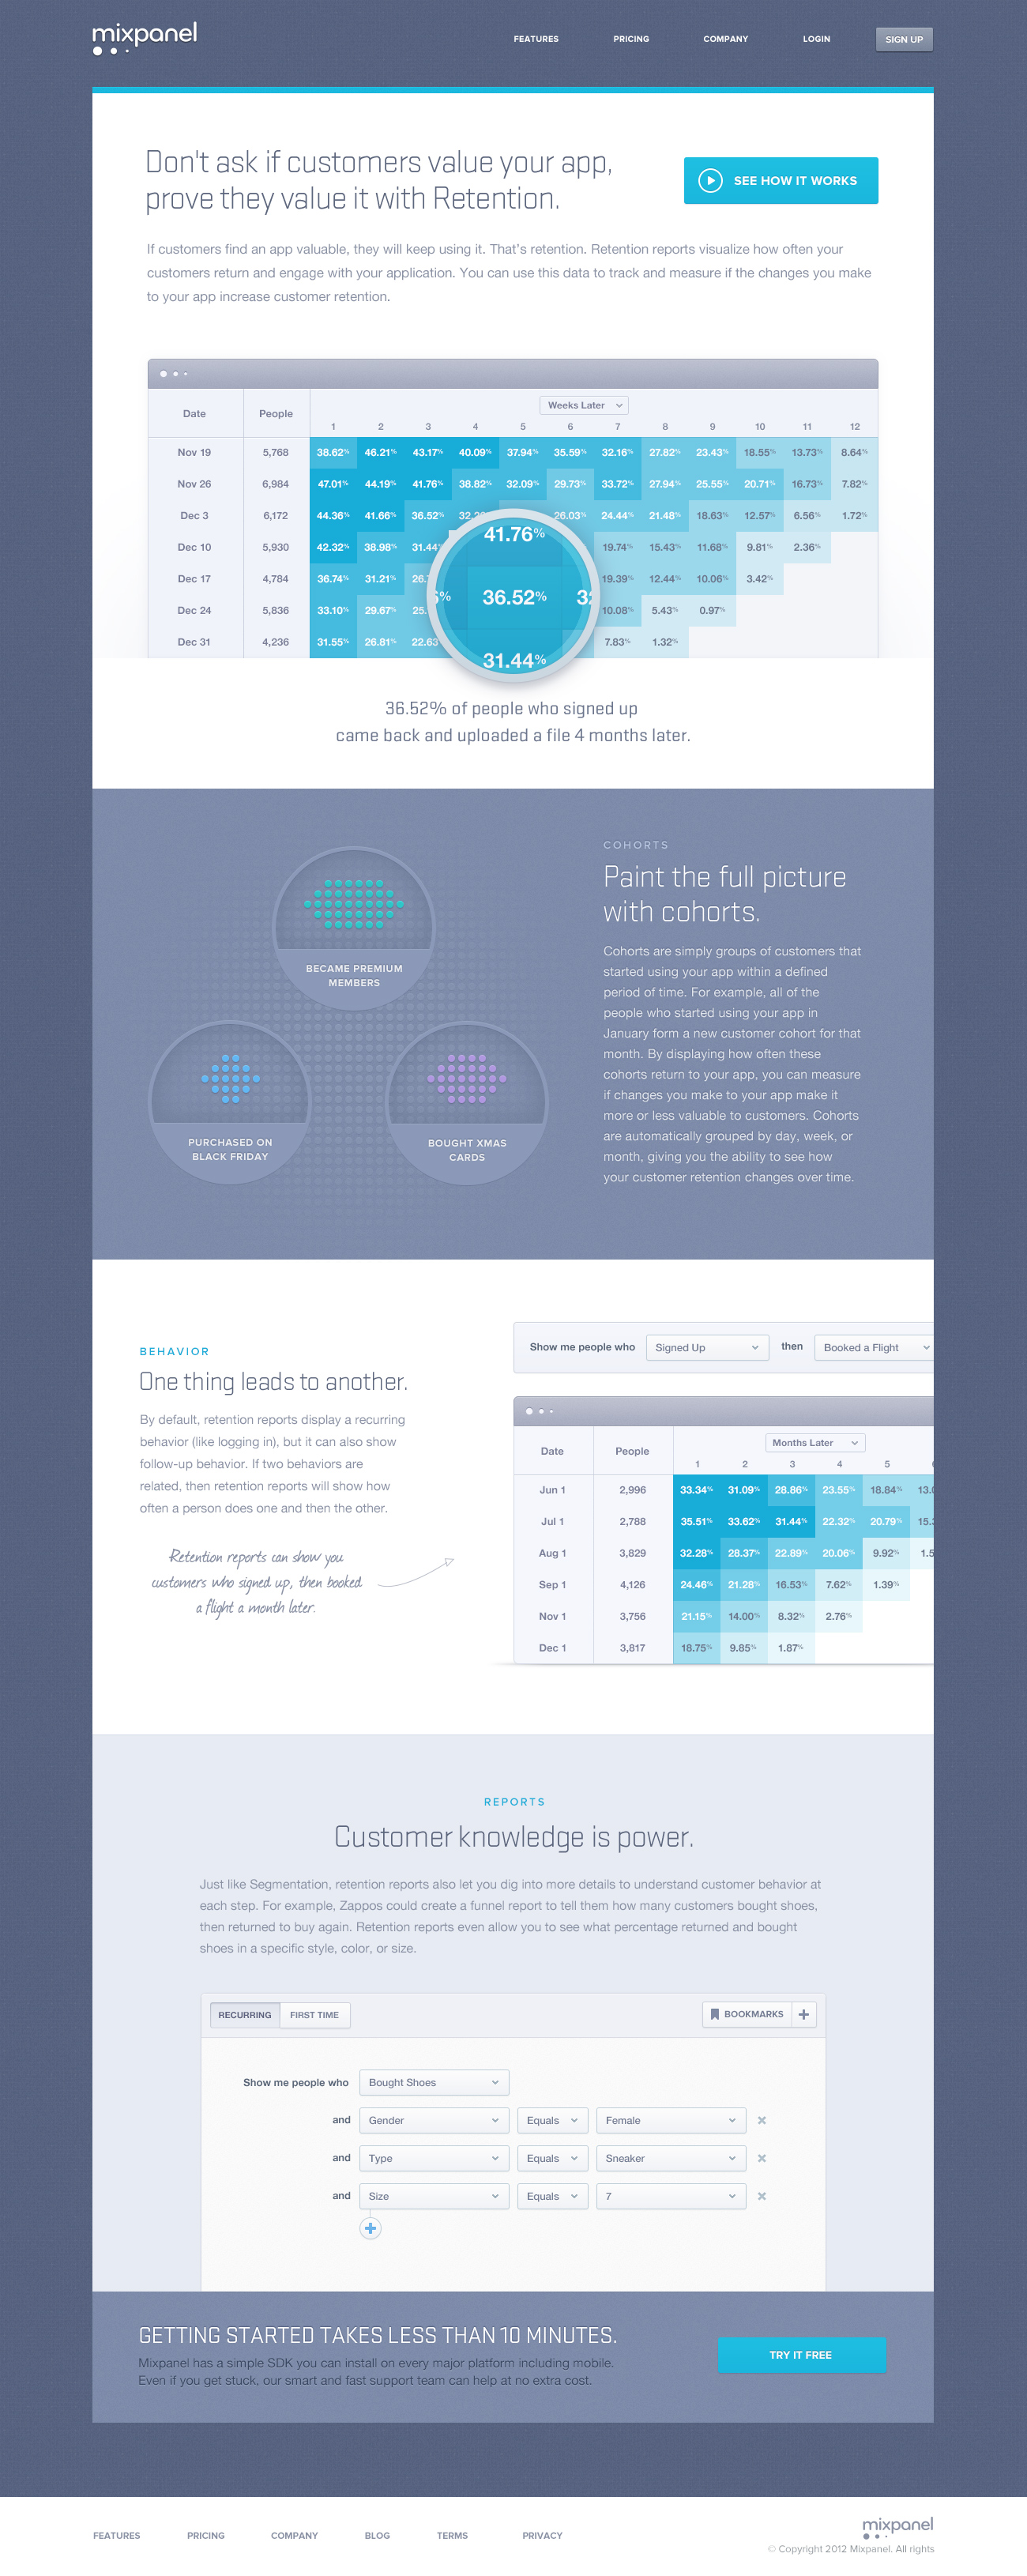 mixpanel
FEATURES PRICING COMPANY LOGIN SIGN UP
Don't ask if customers value your app,
prove they value it with Retention.
SEE HOW IT WORKS
If customers find an app valuable, they will keep using it. That's retention. Retention reports visualize how often your
customers return and engage with your application. You can use this data to track and measure if the changes you make
to your app increase customer retention.
Date People Weeks Later
1 2 3 4 5 6 7 8 9 10 11 12
Nov 19 5,768 38.62% 46.21% 43.17% 40.09% 37.94% 35.59% 32.16% 27.82% 23.43% 18.55% 13.73% 8.64%
Nov 26 6,984 47.01% 44.19% 41.76% 38.82% 32.09% 29.73% 33.72% 27.94% 25.55% 20.71% 16.73% 7.82%
Dec 3 6,172 44.36% 41.66% 36.52% 32.2 26.03% 24.44% 21.48% 18.63% 12.57% 6.56% 1.72%
Dec 10 5,930 42.32% 38.98% 31.44% 19.74% 15.43% 11.68% 9.81% 2.36%
Dec 17 4,784 36.74% 31.21% 26. 19.39% 12.44% 10.06% 3.42%
Dec 24 5,836 33.10% 29.67% 25. 10.08% 5.43% 0.97%
Dec 31 4,236 31.55% 26.81% 22.63 7.83% 1.32%
41.76%
% 36.52% 32
31.44%
36.52% of people who signed up
came back and uploaded a file 4 months later.
BECAME PREMIUM
MEMBERS
PURCHASED ON
BLACK FRIDAY
BOUGHT XMAS
CARDS
COHORTS
Paint the full picture
with cohorts.
Cohorts are simply groups of customers that
started using your app within a defined
period of time. For example, all of the
people who started using your app in
January form a new customer cohort for that
month. By displaying how often these
cohorts return to your app, you can measure
if changes you make to your app make it
more or less valuable to customers. Cohorts
are automatically grouped by day, week, or
month, giving you the ability to see how
your customer retention changes over time.
BEHAVIOR
One thing leads to another.
By default, retention reports display a recurring
behavior (like logging in), but it can also show
follow-up behavior. If two behaviors are
related, then retention reports will show how
often a person does one and then the other.
Retention reports can show you
customers who signed up, then booked
a flight a month later.
Show me people who Signed Up then Booked a Flight
Date People Months Later
1 2 3 4 5
Jun 1 2,996 33.34% 31.09% 28.86% 23.55% 18.84% 13.
Jul 1 2,788 35.51% 33.62% 31.44% 22.32% 20.79% 15.
Aug 1 3,829 32.28% 28.37% 22.89% 20.06% 9.92% 1.5
Sep 1 4,126 24.46% 21.28% 16.53% 7.62% 1.39%
Nov 1 3,756 21.15% 14.00% 8.32% 2.76%
Dec 1 3,817 18.75% 9.85% 1.87%
REPORTS
Customer knowledge is power.
Just like Segmentation, retention reports also let you dig into more details to understand customer behavior at
each step. For example, Zappos could create a funnel report to tell them how many customers bought shoes,
then returned to buy again. Retention reports even allow you to see what percentage returned and bought
shoes in a specific style, color, or size.
RECURRING FIRST TIME BOOKMARKS
Show me people who Bought Shoes
and Gender Equals Female
and Type Equals Sneaker
and Size Equals 7
GETTING STARTED TAKES LESS THAN 10 MINUTES.
Mixpanel has a simple SDK you can install on every major platform including mobile.
Even if you get stuck, our smart and fast support team can help at no extra cost.
TRY IT FREE
FEATURES PRICING COMPANY BLOG TERMS PRIVACY
mixpanel
© Copyright 2012 Mixpanel. All rights